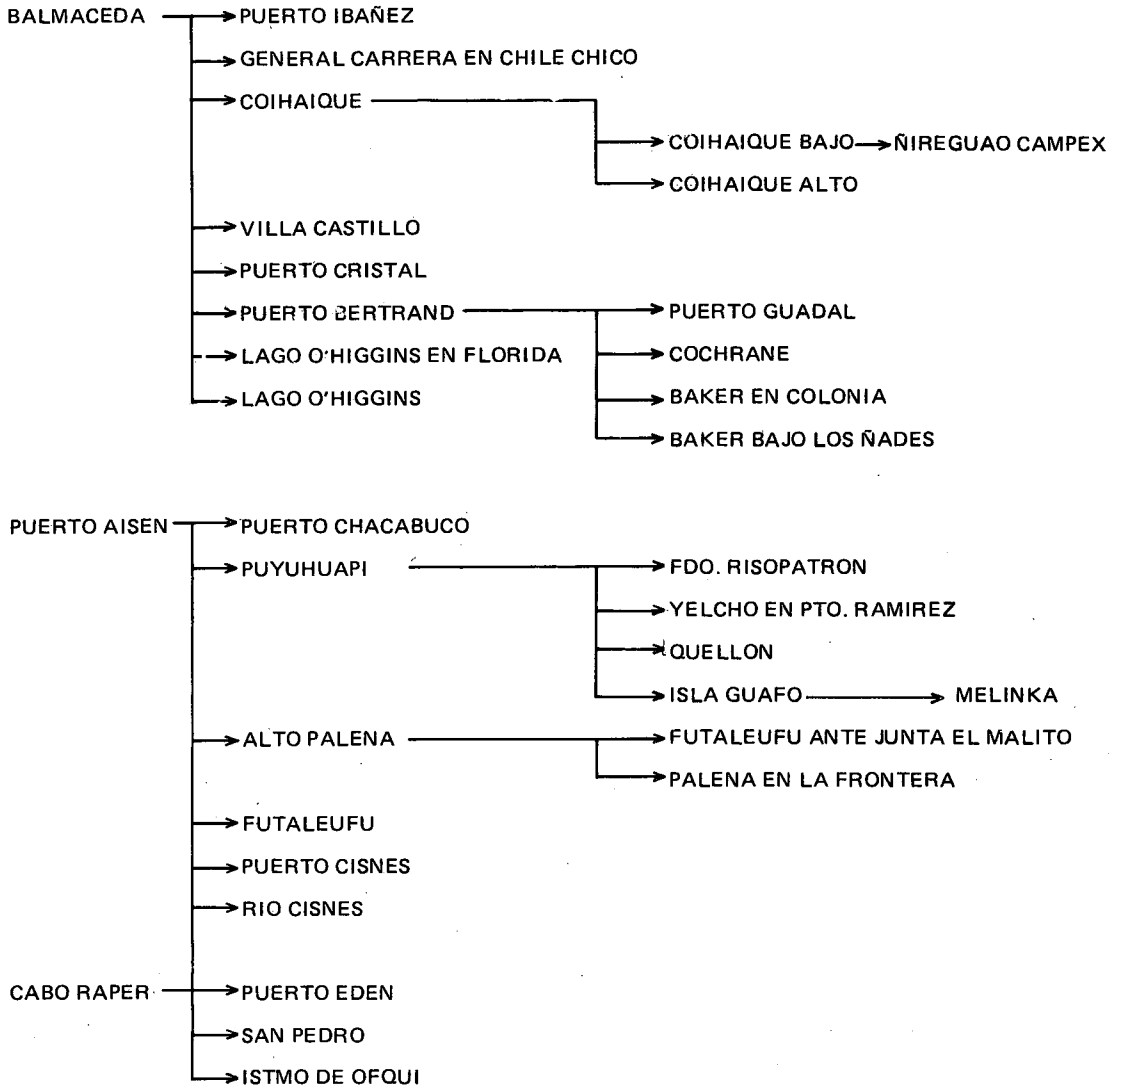 BALMACEDA
PUERTO IBAÑEZ
GENERAL CARRERA EN CHILE CHICO
COIHAIQUE
COIHAIQUE BAJO
ÑIREGUAO CAMPEX
COIHAIQUE ALTO
VILLA CASTILLO
PUERTO CRISTAL
PUERTO BERTRAND
PUERTO GUADAL
COCHRANE
BAKER EN COLONIA
BAKER BAJO LOS ÑADES
LAGO O'HIGGINS EN FLORIDA
LAGO O'HIGGINS
PUERTO AISEN
PUERTO CHACABUCO
PUYUHUAPI
FDO. RISOPATRON
YELCHO EN PTO. RAMIREZ
QUELLON
ISLA GUAFO
MELINKA
ALTO PALENA
FUTALEUFU ANTE JUNTA EL MALITO
PALENA EN LA FRONTERA
FUTALEUFU
PUERTO CISNES
RIO CISNES
CABO RAPER
PUERTO EDEN
SAN PEDRO
ISTMO DE OFQUI